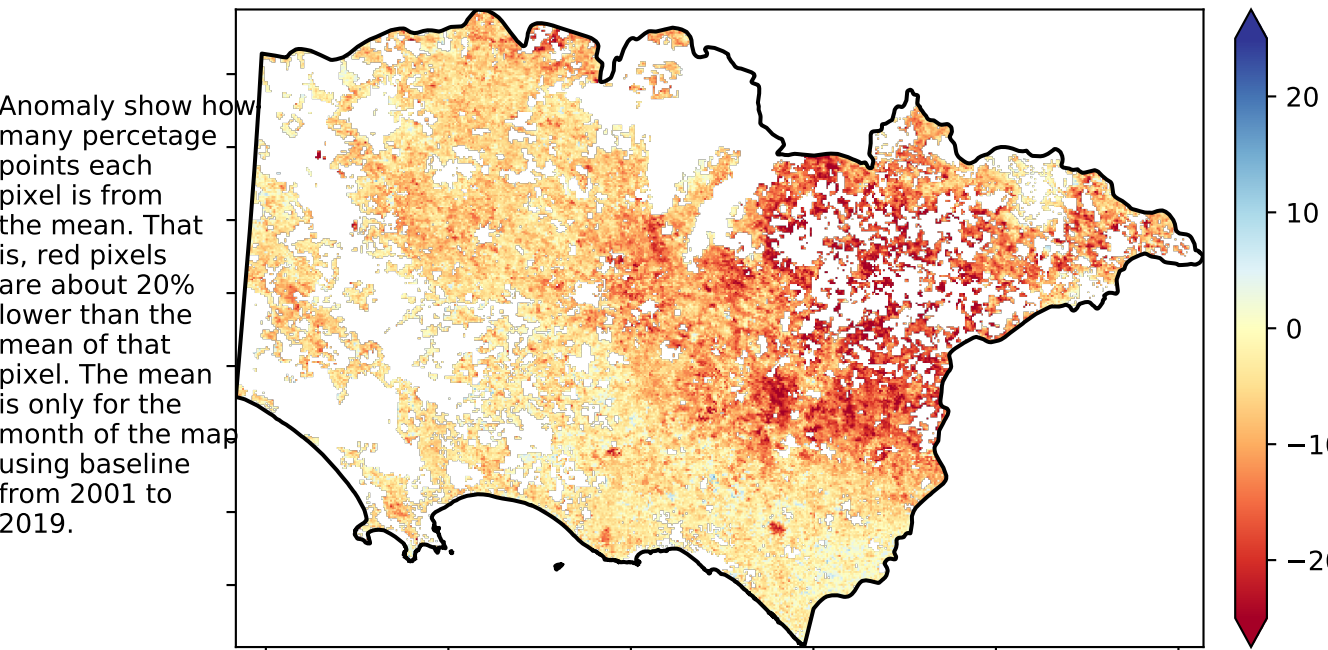 Anomaly show how
many percetage
points each
pixel is from
the mean. That
is, red pixels
are about 20%
lower than the
mean of that
pixel. The mean
is only for the
month of the map
using baseline
from 2001 to
2019.
20
10
0
−10
−20